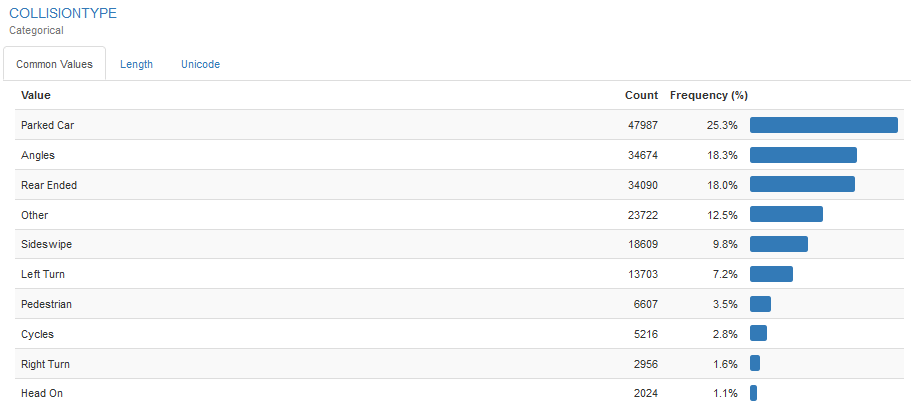 COLLISIONTYPE
Categorical
Common Values Length Unicode
Value Count Frequency (%)
Parked Car 47987 25.3%
Angles 34674 18.3%
Rear Ended 34090 18.0%
Other 23722 12.5%
Sideswipe 18609 9.8%
Left Turn 13703 7.2%
Pedestrian 6607 3.5%
Cycles 5216 2.8%
Right Turn 2956 1.6%
Head On 2024 1.1%